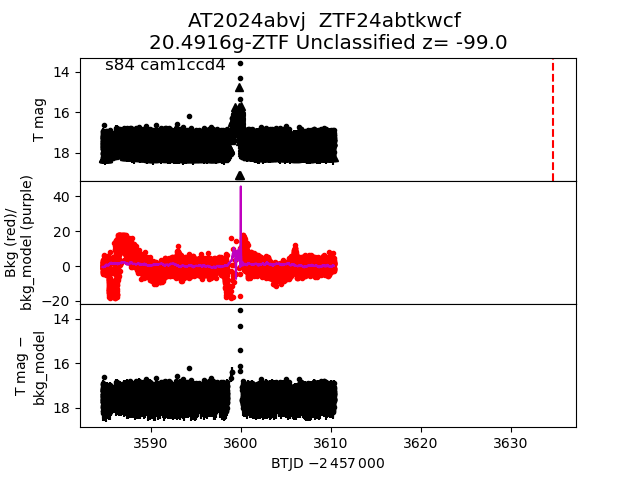 AT2024abvj  ZTF24abtkwcf
20.4916g-ZTF Unclassified z= -99.0
s84 cam1ccd4
14
16
18
T mag
40
20
0
−20
Bkg (red)/
bkg_model (purple)
14
16
18
T mag −
bkg_model
3590
3600
3610
3620
3630
BTJD −2 457 000